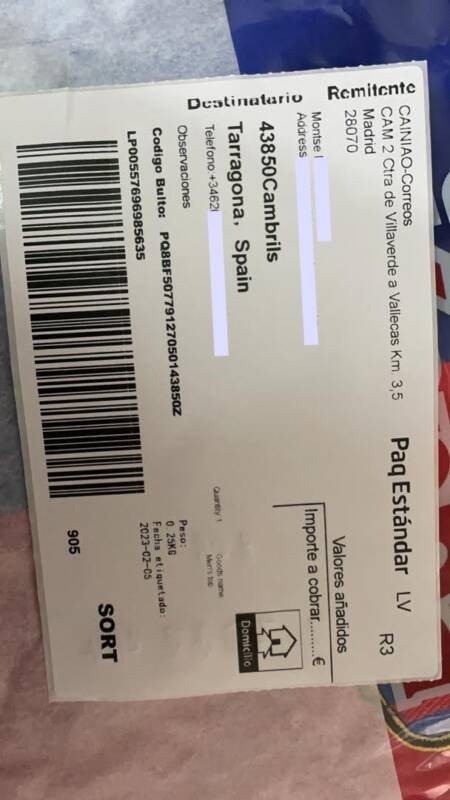 Remitente
CAINIAO-Correos
CAM 2 Ctra de Villaverde a Vallecas Km. 3,5
Madrid
28070
Paq Estándar LV R3
Destinatario
Montse
Address
43850Cambrils
Tarragona, Spain
Telefono:+3462
Observaciones
Valores añadidos
Importe a cobrar.........€
Domicilio
Quantity 1
Goods name
Men's top
Codigo Bulto: PQ8BF50779127050143850Z
Peso:
0.25KG
Fecha etiquetado:
2023-02-05
LP00557696985635
905
SORT